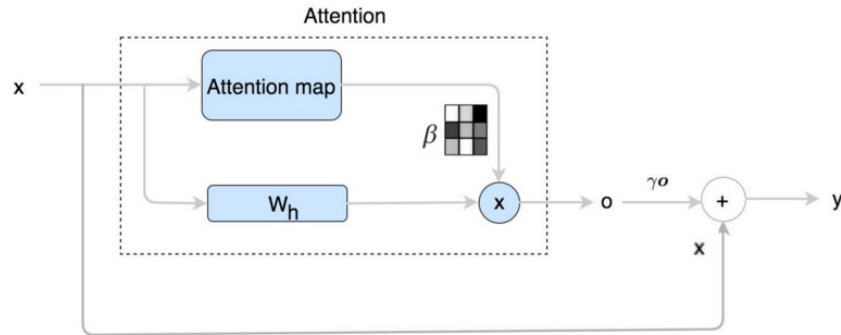 Attention
x
Attention map
β
W_h
x
o
γo
+
y
x